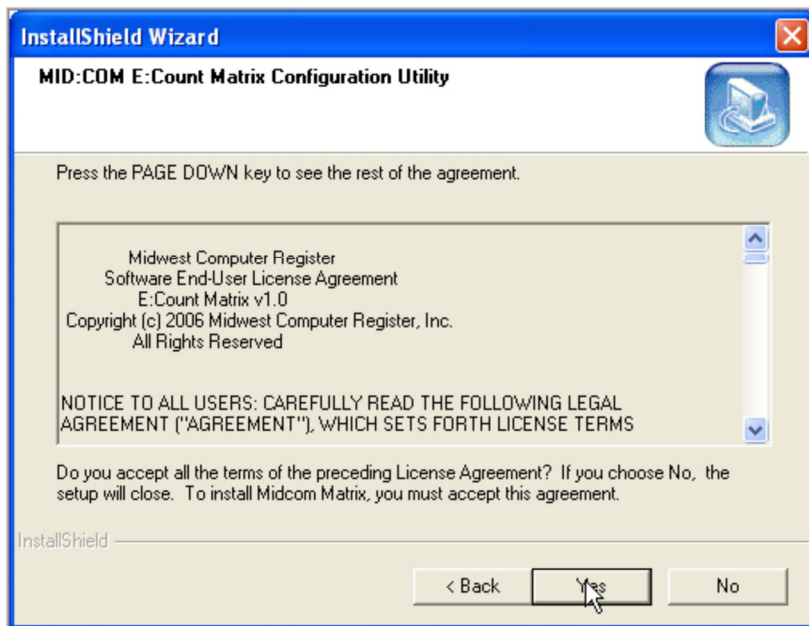 InstallShield Wizard
MID:COM E:Count Matrix Configuration Utility
Press the PAGE DOWN key to see the rest of the agreement.
Midwest Computer Register
Software End-User License Agreement
E:Count Matrix v1.0
Copyright (c) 2006 Midwest Computer Register, Inc.
All Rights Reserved
NOTICE TO ALL USERS: CAREFULLY READ THE FOLLOWING LEGAL
AGREEMENT ("AGREEMENT"), WHICH SETS FORTH LICENSE TERMS
Do you accept all the terms of the preceding License Agreement? If you choose No, the
setup will close. To install Midcom Matrix, you must accept this agreement.
InstallShield
< Back Yes No